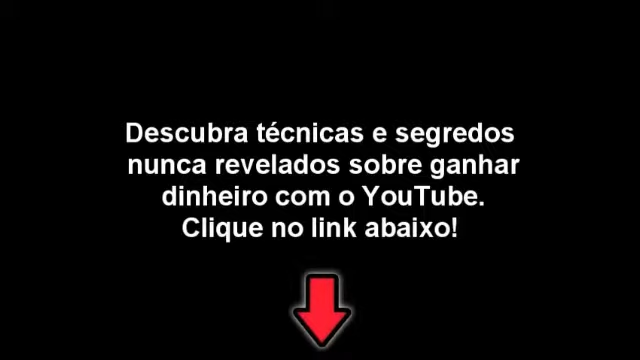 Descubra técnicas e segredos
nunca revelados sobre ganhar
dinheiro com o YouTube.
Clique no link abaixo!